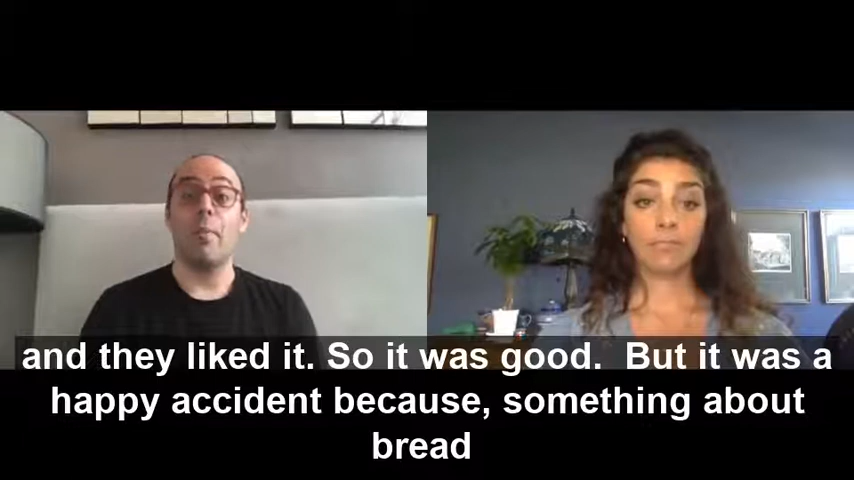 and they liked it. So it was good.  But it was a
happy accident because, something about
bread